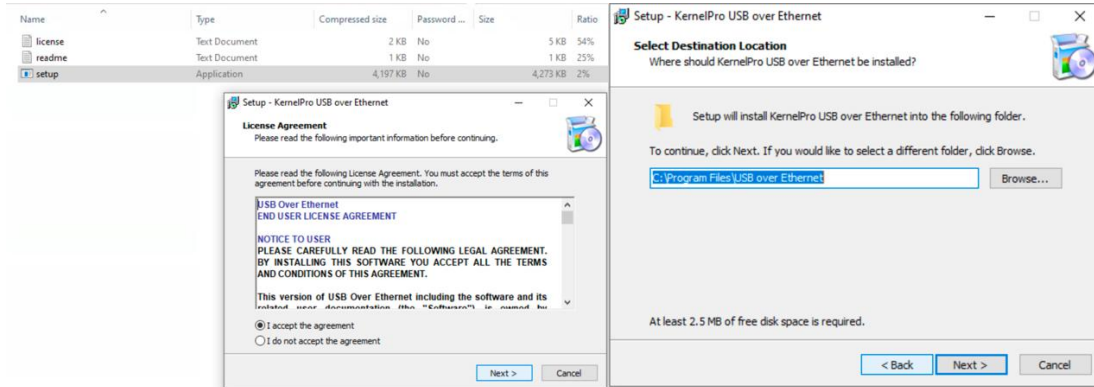 Name Type Compressed size Password ... Size Ratio
license Text Document 2 KB No 5 KB 54%
readme Text Document 1 KB No 1 KB 25%
setup Application 4,197 KB No 4,273 KB 2%
Setup - KernelPro USB over Ethernet
License Agreement
Please read the following important information before continuing.
Please read the following License Agreement. You must accept the terms of this
agreement before continuing with the installation.
USB Over Ethernet
END USER LICENSE AGREEMENT
NOTICE TO USER
PLEASE CAREFULLY READ THE FOLLOWING LEGAL AGREEMENT.
BY INSTALLING THIS SOFTWARE YOU ACCEPT ALL THE TERMS
AND CONDITIONS OF THIS AGREEMENT.
This version of USB Over Ethernet including the software and its
related user documentation (the "Software") is owned by
I accept the agreement
I do not accept the agreement
Next > Cancel
Setup - KernelPro USB over Ethernet
Select Destination Location
Where should KernelPro USB over Ethernet be installed?
Setup will install KernelPro USB over Ethernet into the following folder.
To continue, click Next. If you would like to select a different folder, click Browse.
C:\Program Files\USB over Ethernet Browse...
At least 2.5 MB of free disk space is required.
< Back Next > Cancel